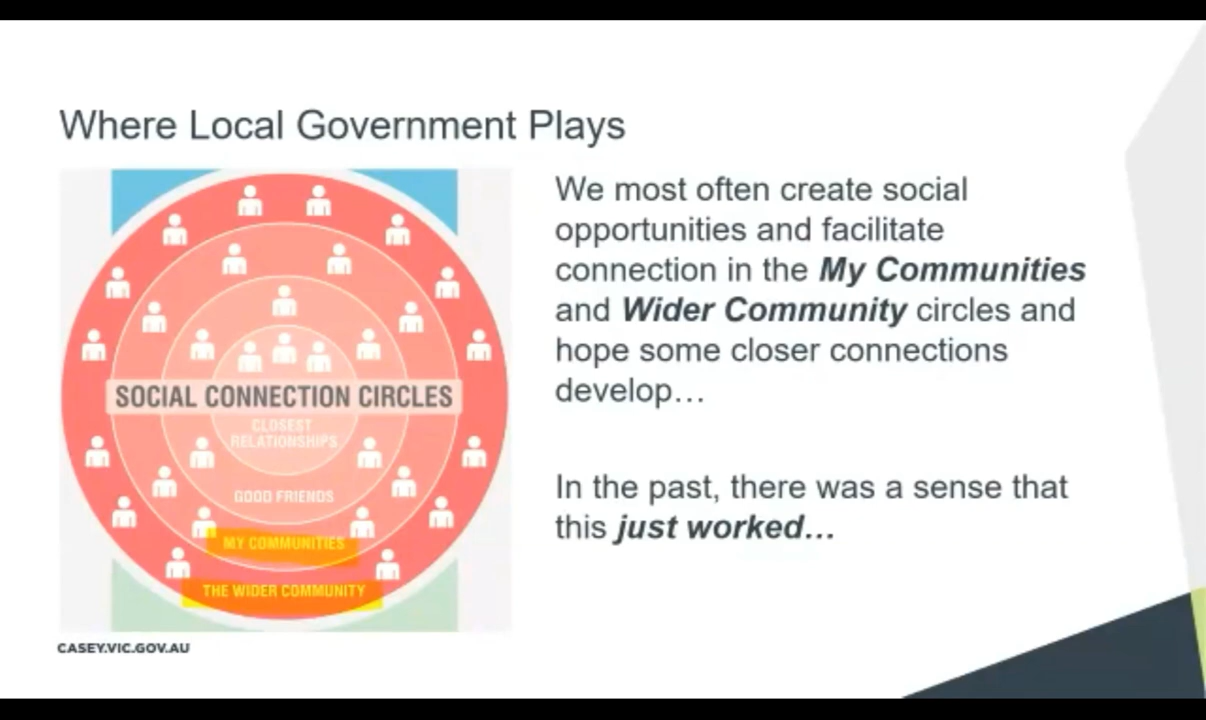 Where Local Government Plays
SOCIAL CONNECTION CIRCLES
CLOSEST
RELATIONSHIPS
GOOD FRIENDS
MY COMMUNITIES
THE WIDER COMMUNITY
We most often create social
opportunities and facilitate
connection in the My Communities
and Wider Community circles and
hope some closer connections
develop…
In the past, there was a sense that
this just worked…
CASEY.VIC.GOV.AU